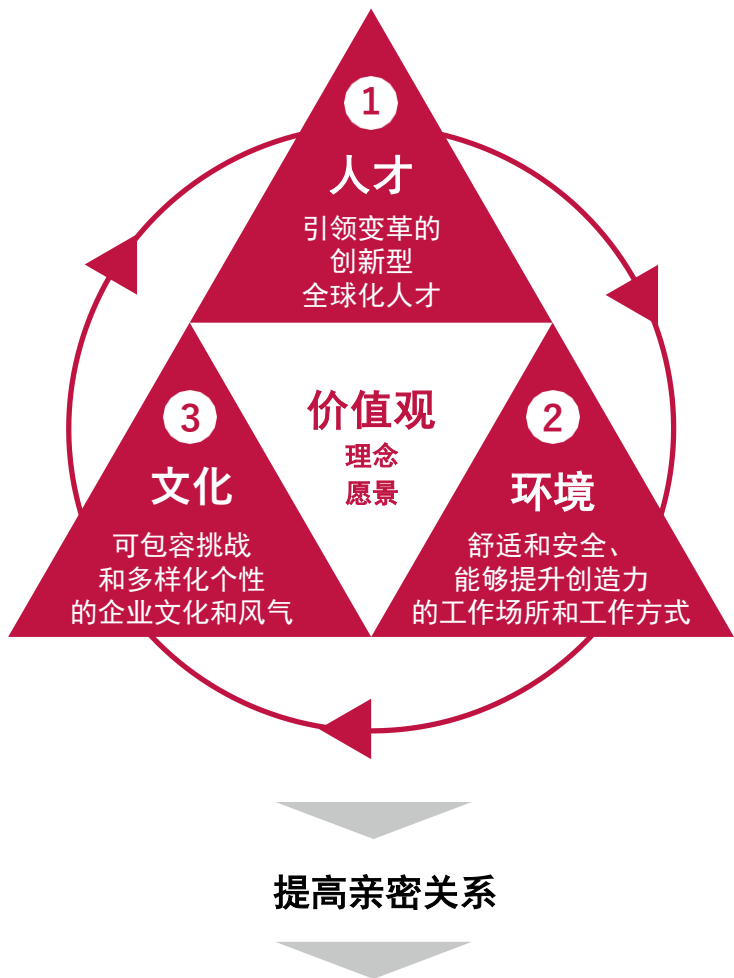 1
人才
引领变革的
创新型
全球化人才
价值观
理念
愿景
2
环境
舒适和安全、
能够提升创造力
的工作场所和工作方式
3
文化
可包容挑战
和多样化个性
的企业文化和风气
提高亲密关系